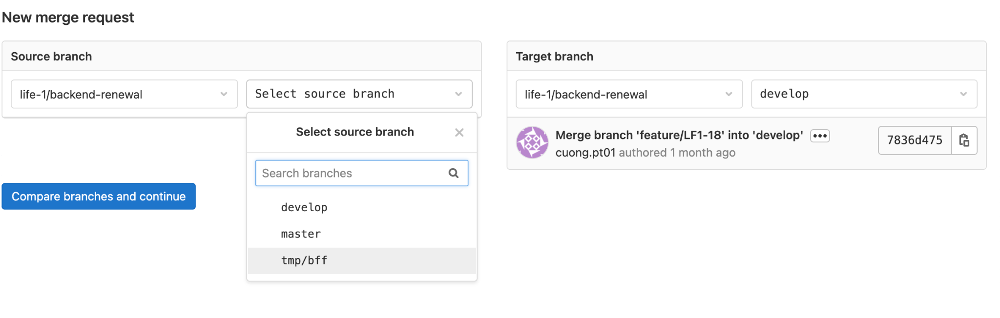 New merge request
Source branch
life-1/backend-renewal
Select source branch
Select source branch
Search branches
develop
master
tmp/bff
Compare branches and continue
Target branch
life-1/backend-renewal
develop
Merge branch 'feature/LF1-18' into 'develop'
cuong.pt01 authored 1 month ago
7836d475